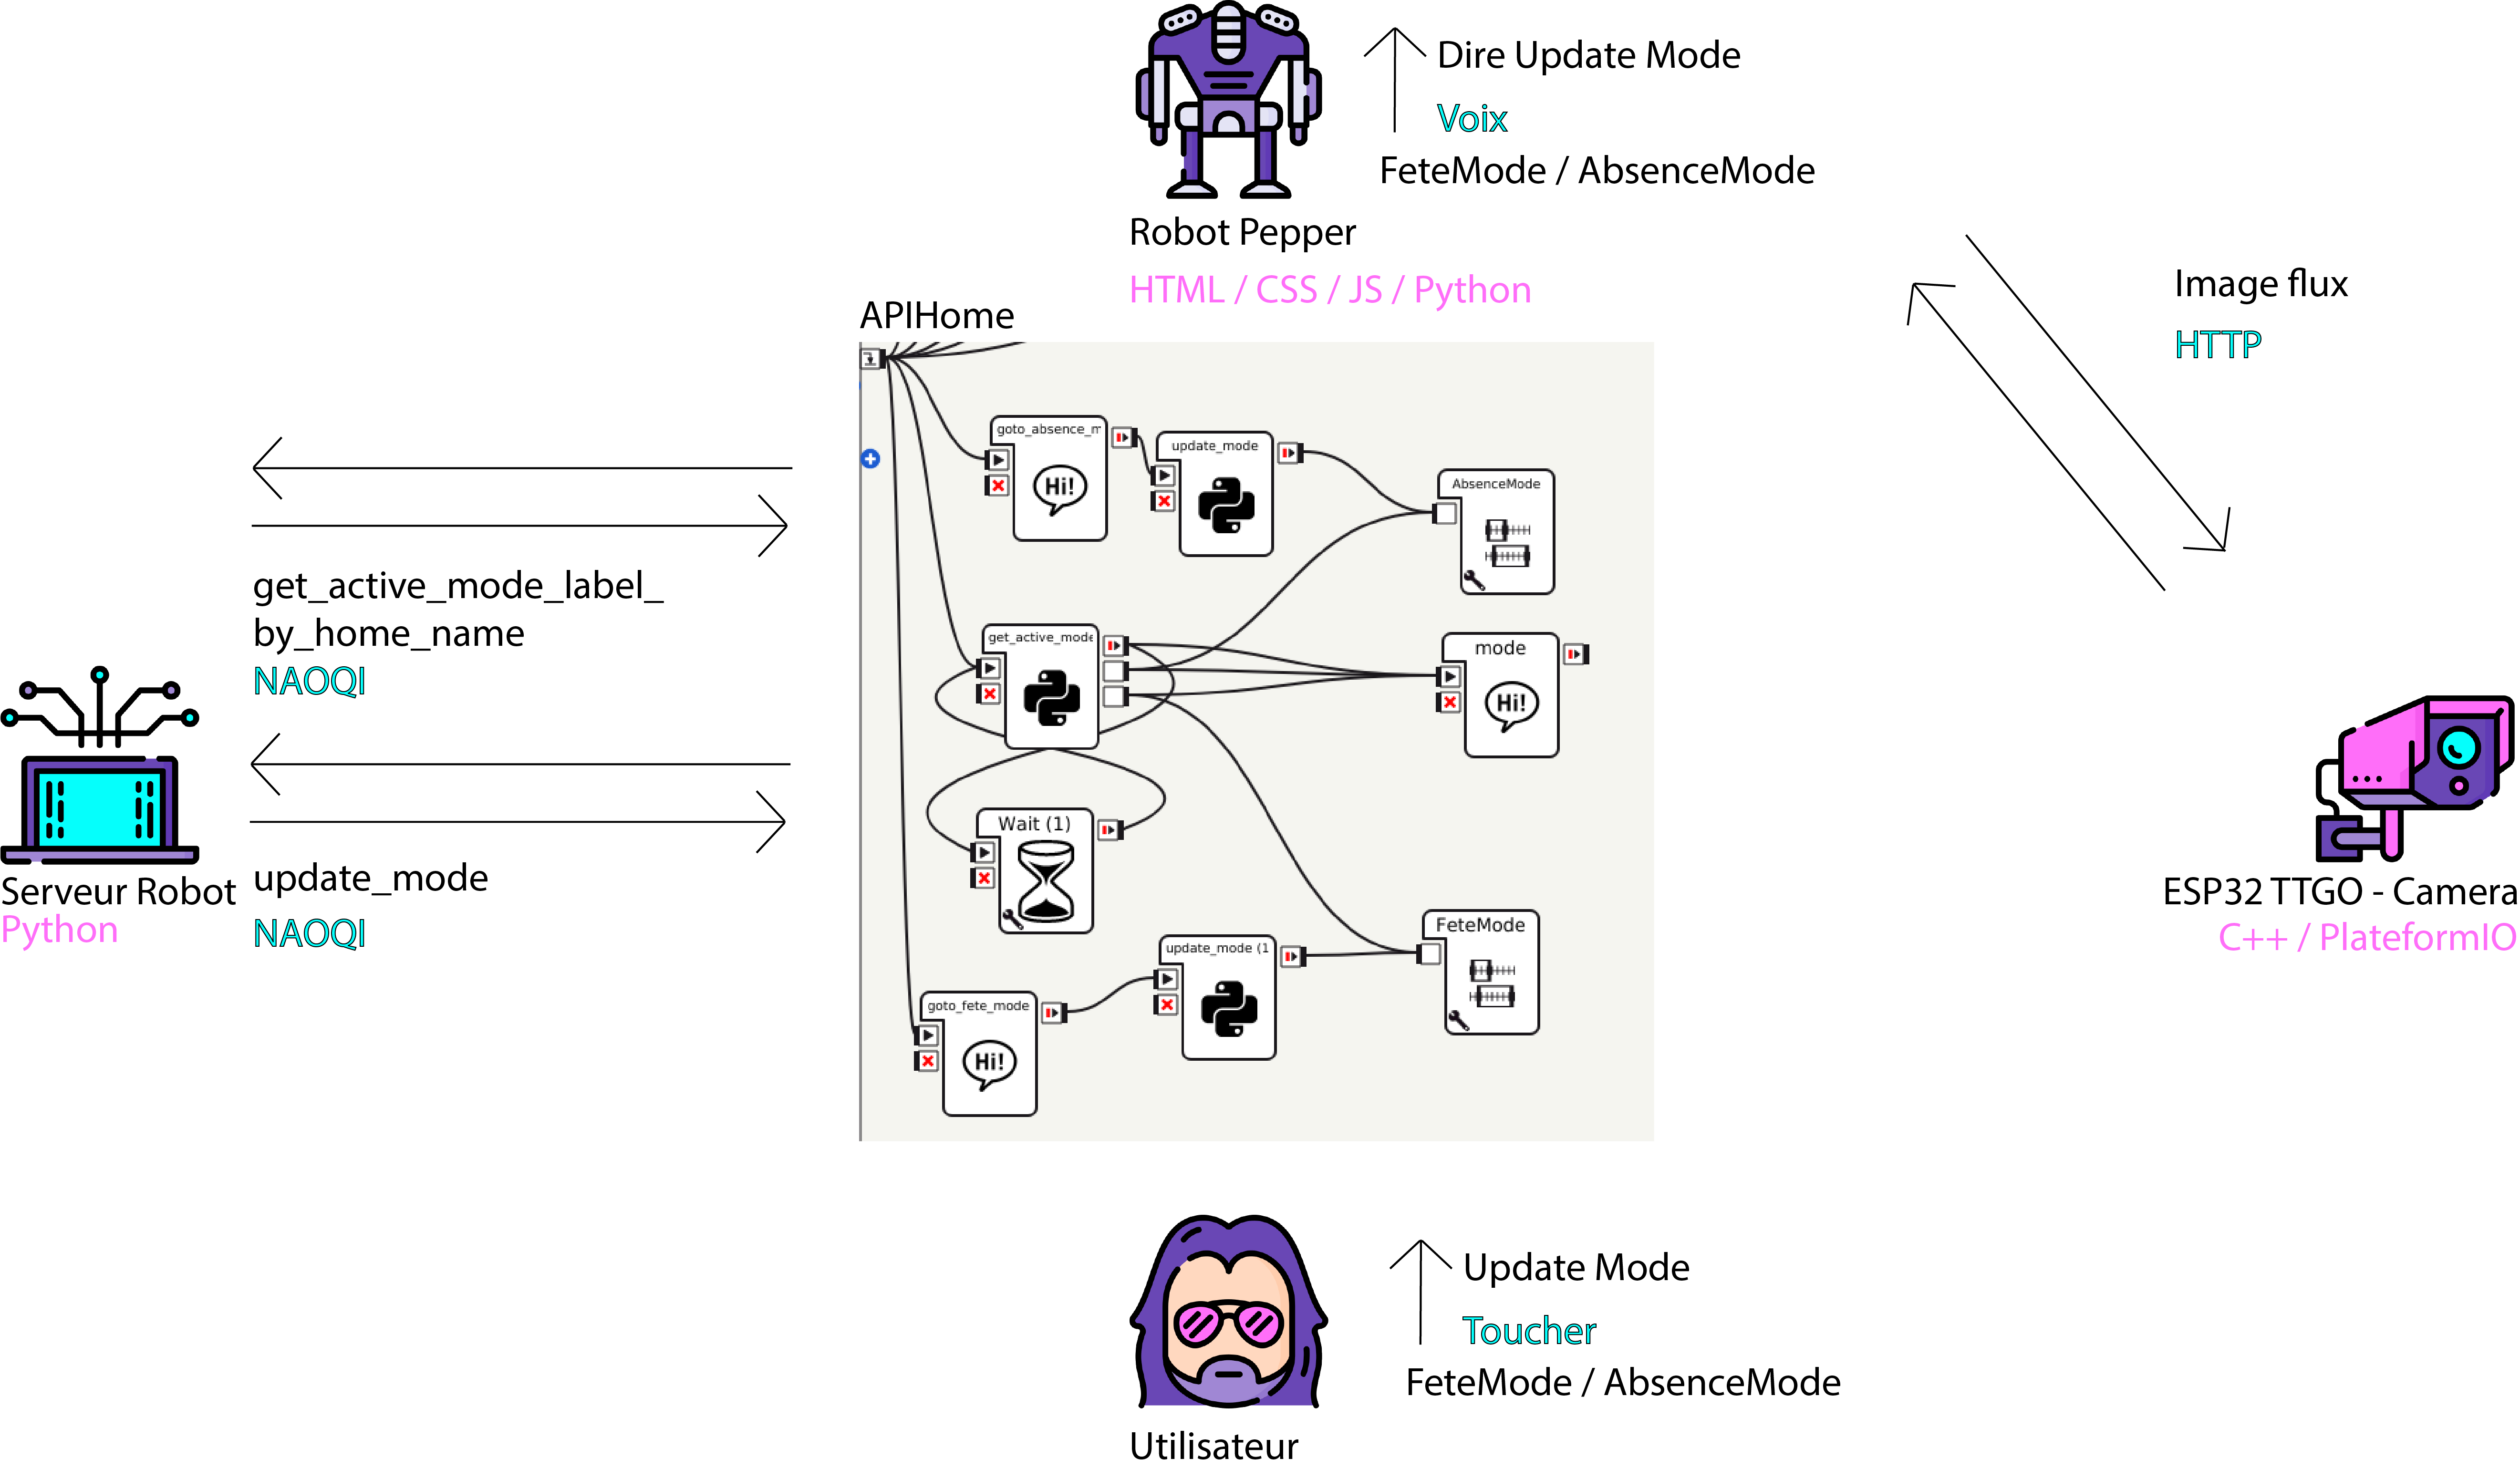 Dire Update Mode
Voix
FeteMode / AbsenceMode
Robot Pepper
HTML / CSS / JS / Python
Image flux
HTTP
APIHome
goto_absence_m
Hi!
update_mode
AbsenceMode
get_active_mode_label_
by_home_name
NAOQI
get_active_mode
mode
Hi!
Wait (1)
Serveur Robot
Python
update_mode
NAOQI
ESP32 TTGO - Camera
C++ / PlateformIO
FeteMode
update_mode (1
goto_fete_mode
Hi!
Update Mode
Toucher
FeteMode / AbsenceMode
Utilisateur